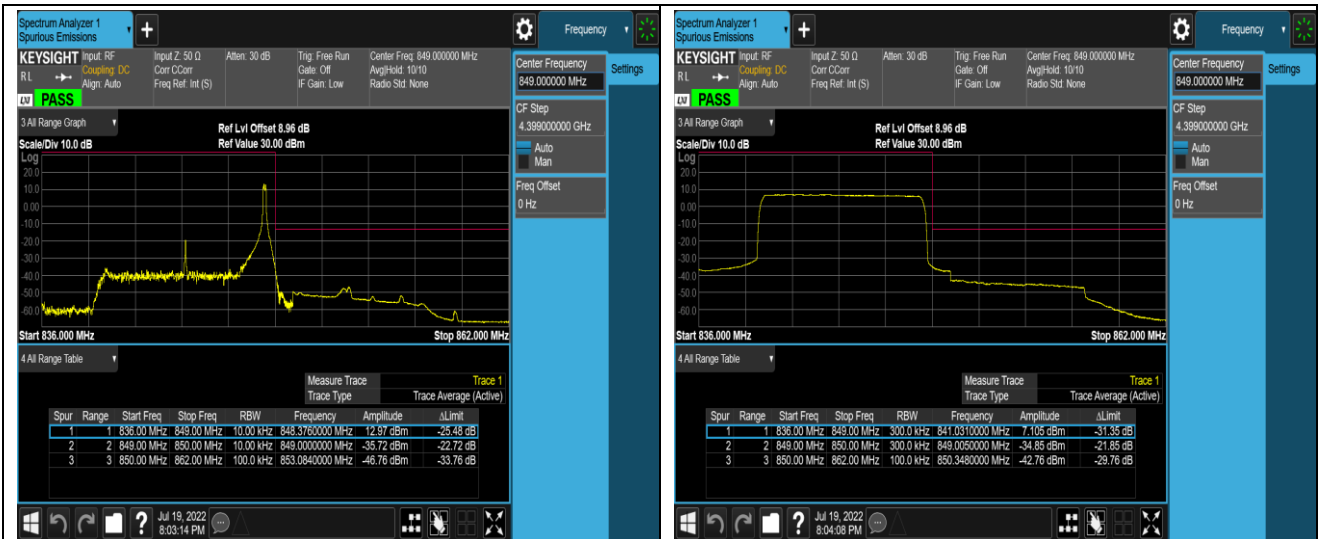 Spectrum Analyzer 1
Spurious Emissions
Frequency
KEYSIGHT Input: RF Input Z: 50 Ω Atten: 30 dB Trig: Free Run Center Freq: 849.000000 MHz
RL Coupling: DC Corr CCorr Gate: Off Avg|Hold: 10/10
Align: Auto Freq Ref: Int (S) IF Gain: Low Radio Std: None
LXI PASS
Center Frequency
849.000000 MHz
Settings
CF Step
4.399000000 GHz
Auto
Man
Freq Offset
0 Hz
3 All Range Graph
Ref Lvl Offset 8.96 dB
Scale/Div 10.0 dB Ref Value 30.00 dBm
Log
20.0
10.0
0.00
-10.0
-20.0
-30.0
-40.0
-50.0
-60.0
Start 836.000 MHz Stop 862.000 MHz
4 All Range Table
Measure Trace Trace 1
Trace Type Trace Average (Active)
Spur Range Start Freq Stop Freq RBW Frequency Amplitude ΔLimit
1 1 836.00 MHz 849.00 MHz 10.00 kHz 848.3760000 MHz 12.97 dBm -25.48 dB
2 2 849.00 MHz 850.00 MHz 10.00 kHz 849.0000000 MHz -35.72 dBm -22.72 dB
3 3 850.00 MHz 862.00 MHz 100.0 kHz 853.0840000 MHz -46.76 dBm -33.76 dB
? Jul 19, 2022
8:03:14 PM
Spectrum Analyzer 1
Spurious Emissions
Frequency
KEYSIGHT Input: RF Input Z: 50 Ω Atten: 30 dB Trig: Free Run Center Freq: 849.000000 MHz
RL Coupling: DC Corr CCorr Gate: Off Avg|Hold: 10/10
Align: Auto Freq Ref: Int (S) IF Gain: Low Radio Std: None
LXI PASS
Center Frequency
849.000000 MHz
Settings
CF Step
4.399000000 GHz
Auto
Man
Freq Offset
0 Hz
3 All Range Graph
Ref Lvl Offset 8.96 dB
Scale/Div 10.0 dB Ref Value 30.00 dBm
Log
20.0
10.0
0.00
-10.0
-20.0
-30.0
-40.0
-50.0
-60.0
Start 836.000 MHz Stop 862.000 MHz
4 All Range Table
Measure Trace Trace 1
Trace Type Trace Average (Active)
Spur Range Start Freq Stop Freq RBW Frequency Amplitude ΔLimit
1 1 836.00 MHz 849.00 MHz 300.0 kHz 841.0310000 MHz 7.105 dBm -31.35 dB
2 2 849.00 MHz 850.00 MHz 300.0 kHz 849.0050000 MHz -34.85 dBm -21.85 dB
3 3 850.00 MHz 862.00 MHz 100.0 kHz 850.3480000 MHz -42.76 dBm -29.76 dB
? Jul 19, 2022
8:04:08 PM